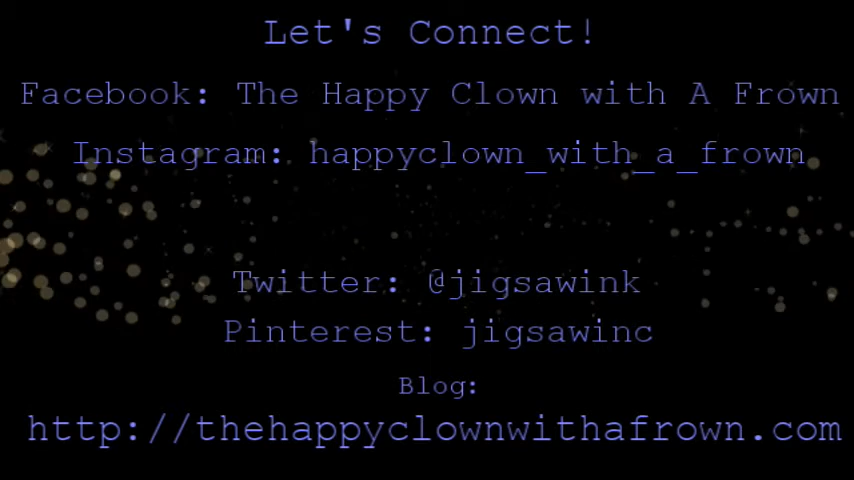 Let's Connect!
Facebook: The Happy Clown with A Frown
Instagram: happyclown_with_a_frown
Twitter: @jigsawink
Pinterest: jigsawinc
Blog:
http://thehappyclownwithafrown.com